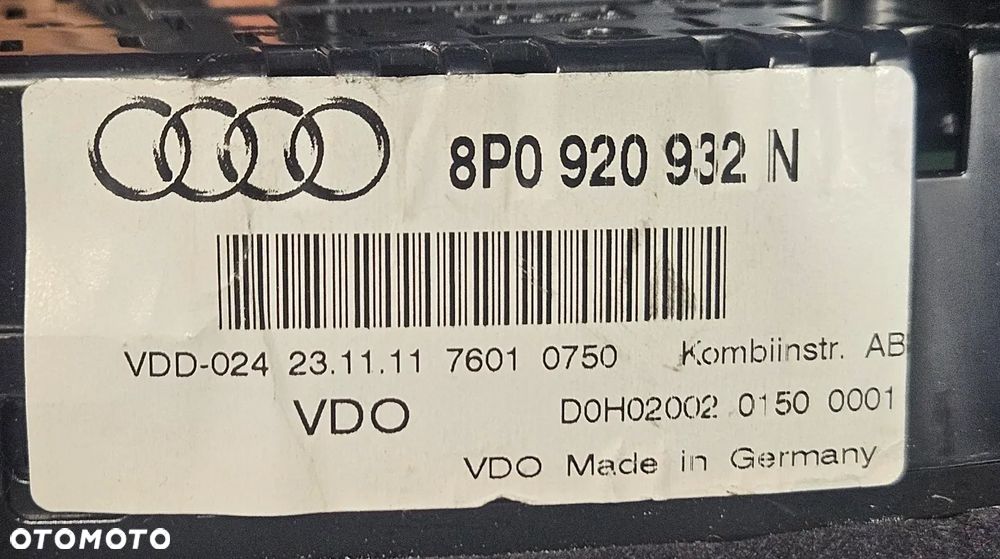 8P0 920 932 N
VDD-024 23.11.11 7601 0750 Kombiinstr. AB
VDO D0H02002 0150 0001
VDO Made in Germany
OTOMOTO